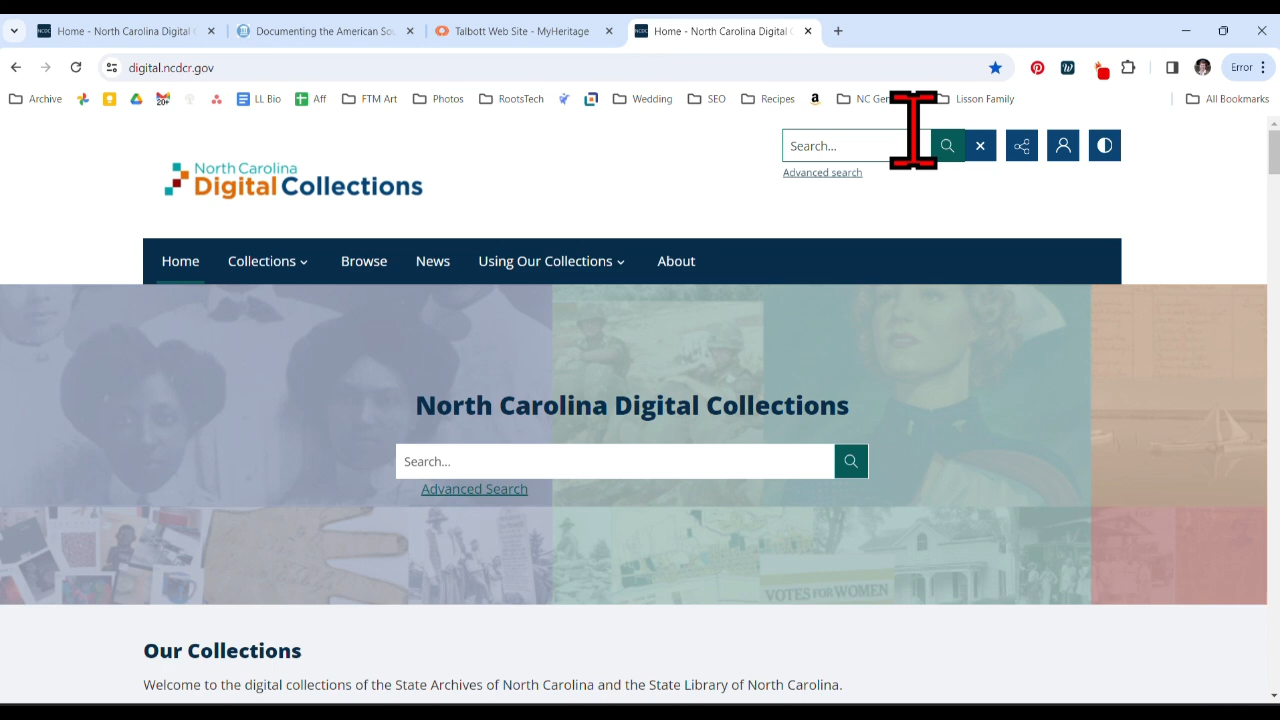 Home - North Carolina Digital C
Documenting the American Sou
Talbott Web Site - MyHeritage
Home - North Carolina Digital C
digital.ncdcr.gov
Error
Archive
LL Bio
Aff
FTM Art
Photos
RootsTech
Wedding
SEO
Recipes
NC Gen
Lisson Family
All Bookmarks
Search...
Advanced search
North Carolina
Digital Collections
Home
Collections
Browse
News
Using Our Collections
About
North Carolina Digital Collections
Search...
Advanced Search
VOTES FOR WOMEN
Our Collections
Welcome to the digital collections of the State Archives of North Carolina and the State Library of North Carolina.